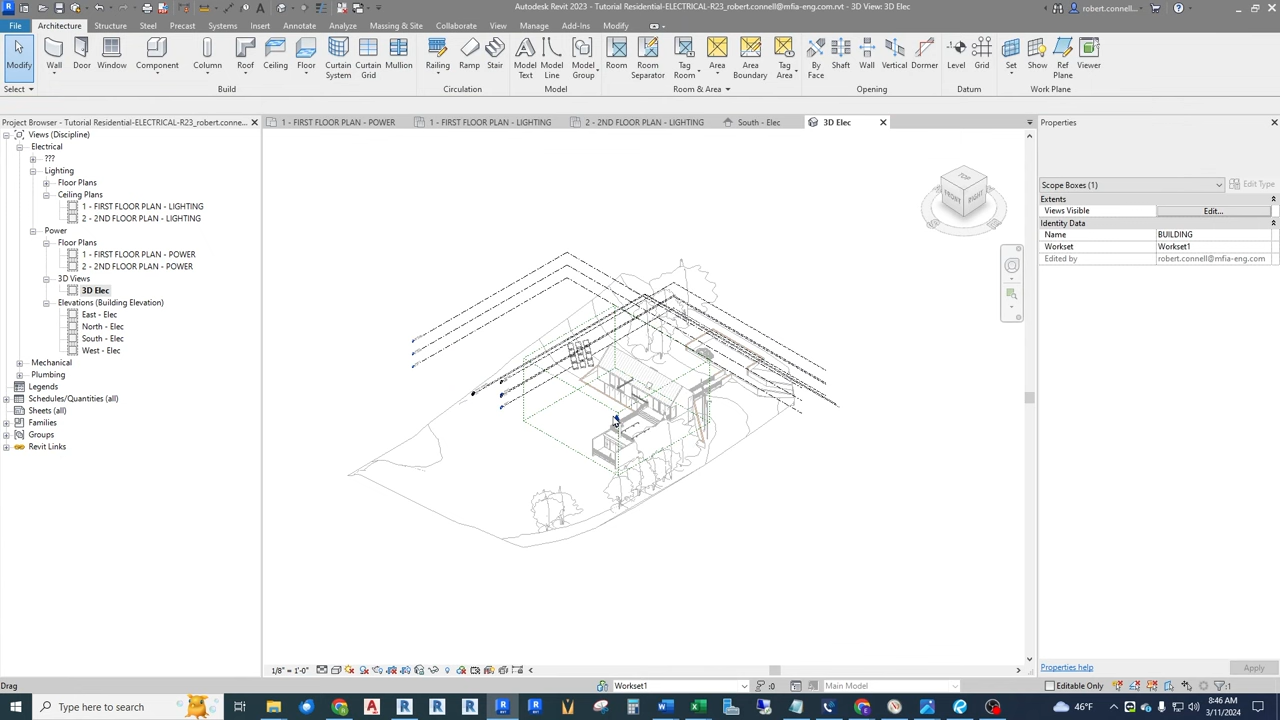 Autodesk Revit 2023 - Tutorial Residential-ELECTRICAL-R23_robert.connell@mfia-eng.com.rvt - 3D View: 3D Elec
robert.connell...
File Architecture Structure Steel Precast Systems Insert Annotate Analyze Massing & Site Collaborate View Manage Add-Ins Modify
Modify Wall Door Window Component Column Roof Ceiling Floor Curtain System Curtain Grid Mullion Railing Ramp Stair Model Text Model Line Model Group Room Room Separator Tag Room Area Area Boundary Tag Area By Face Shaft Wall Vertical Dormer Level Grid Set Show Ref Plane Viewer
Select Build Circulation Model Room & Area Opening Datum Work Plane
Project Browser - Tutorial Residential-ELECTRICAL-R23_robert.conne...
1 - FIRST FLOOR PLAN - POWER
1 - FIRST FLOOR PLAN - LIGHTING
2 - 2ND FLOOR PLAN - LIGHTING
South - Elec
3D Elec
Properties
Views (Discipline)
Electrical
???
Lighting
Floor Plans
Ceiling Plans
1 - FIRST FLOOR PLAN - LIGHTING
2 - 2ND FLOOR PLAN - LIGHTING
Power
Floor Plans
1 - FIRST FLOOR PLAN - POWER
2 - 2ND FLOOR PLAN - POWER
3D Views
3D Elec
Elevations (Building Elevation)
East - Elec
North - Elec
South - Elec
West - Elec
Mechanical
Plumbing
Legends
Schedules/Quantities (all)
Sheets (all)
Families
Groups
Revit Links
TOP
FRONT
RIGHT
Scope Boxes (1)
Edit Type
Extents
Views Visible Edit...
Identity Data
Name BUILDING
Workset Workset1
Edited by robert.connell@mfia-eng.com
Properties help
Apply
1/8" = 1'-0"
Drag
Workset1
:0
Main Model
Editable Only
:1
Type here to search
46°F
8:46 AM
3/11/2024